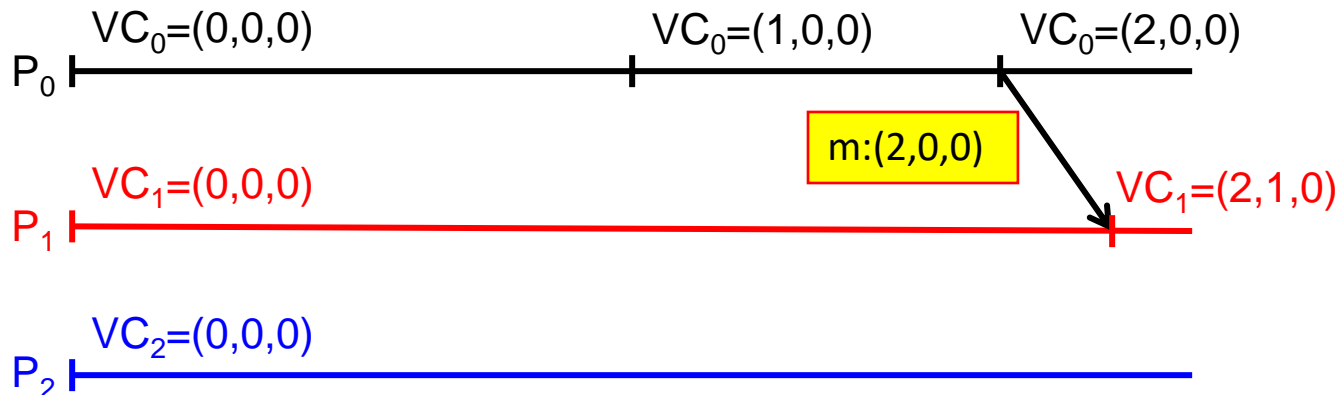 VC₀=(0,0,0) VC₀=(1,0,0) VC₀=(2,0,0)
P₀
m:(2,0,0)
VC₁=(0,0,0) VC₁=(2,1,0)
P₁
VC₂=(0,0,0)
P₂